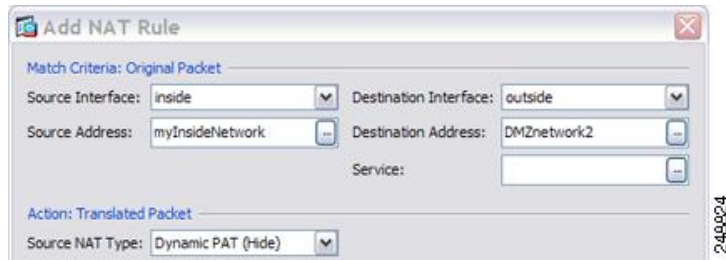 Add NAT Rule
Match Criteria: Original Packet
Source Interface: inside Destination Interface: outside
Source Address: myInsideNetwork ... Destination Address: DMZnetwork2 ...
Service: ...
Action: Translated Packet
Source NAT Type: Dynamic PAT (Hide)
248824